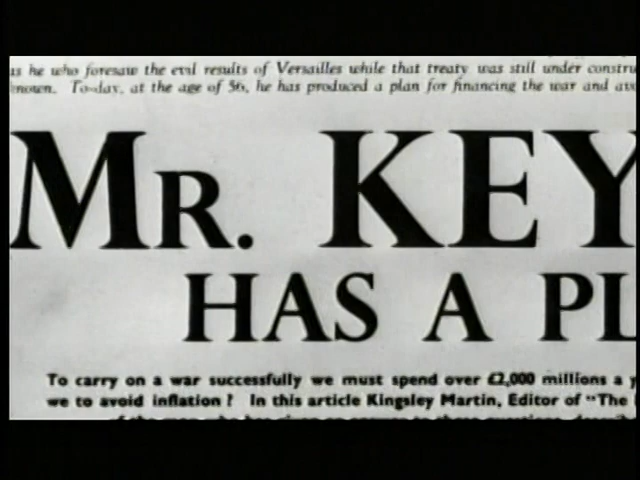 as he who foresaw the evil results of Versailles while that treaty was still under constru
known. To-day, at the age of 56, he has produced a plan for financing the war and avo
MR. KEY
HAS A PL
To carry on a war successfully we must spend over £2,000 millions a y
we to avoid inflation? In this article Kingsley Martin, Editor of "The